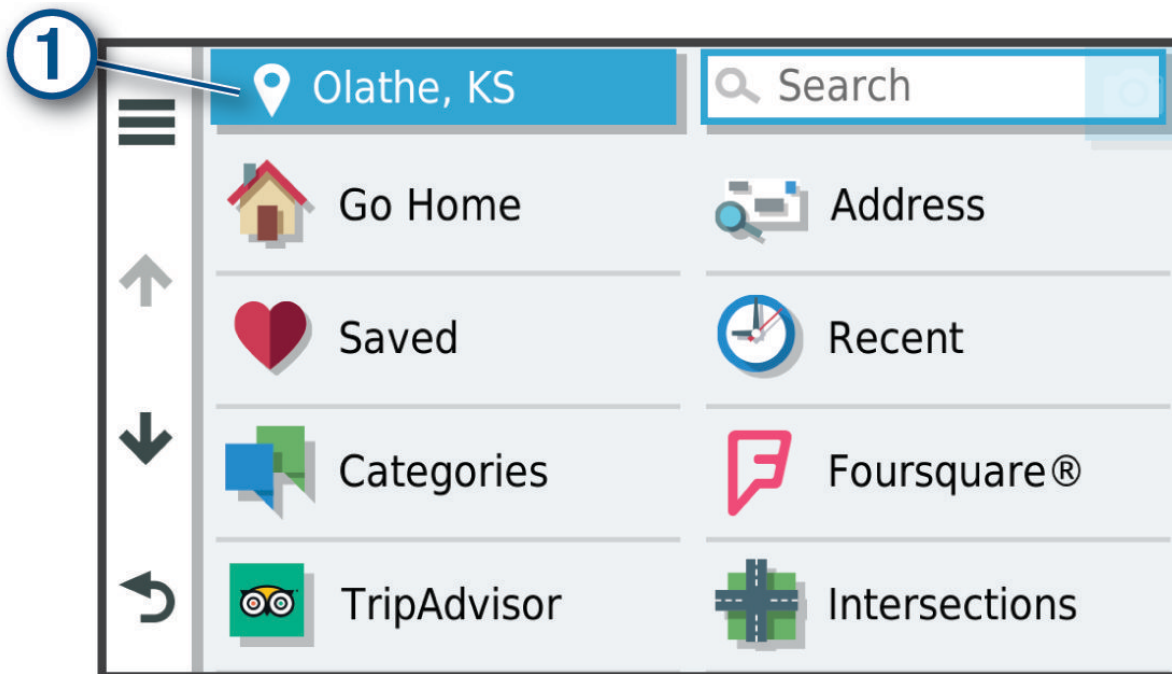 1
Olathe, KS
Search
Go Home
Address
Saved
Recent
Categories
Foursquare®
TripAdvisor
Intersections